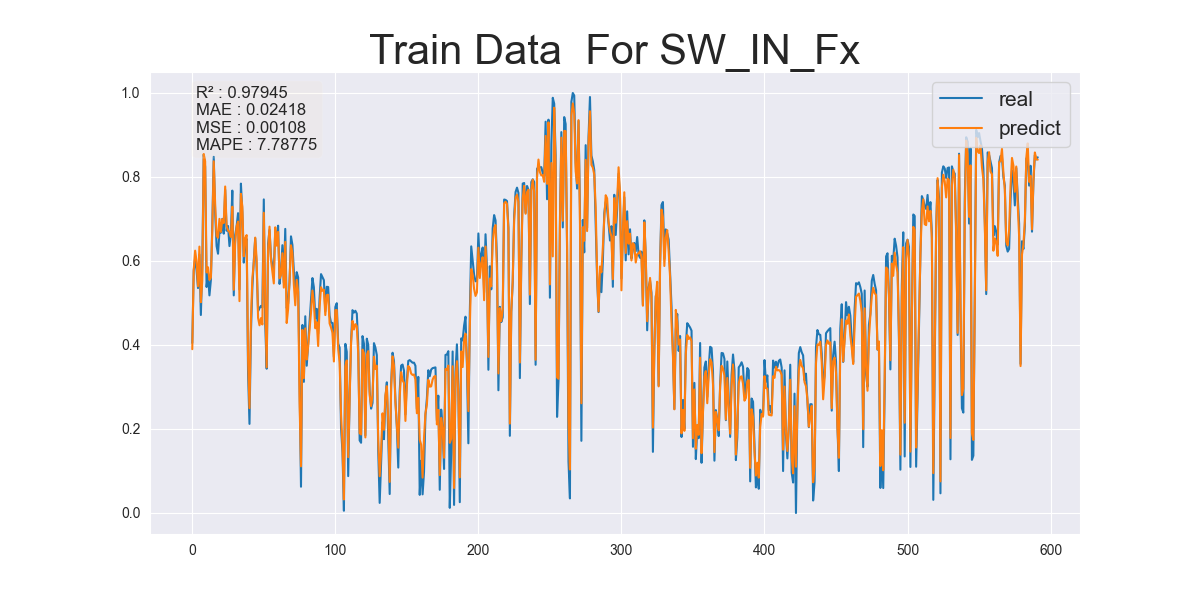 Train Data  For SW_IN_Fx
R² : 0.97945
MAE : 0.02418
MSE : 0.00108
MAPE : 7.78775
real
predict
1.0
0.8
0.6
0.4
0.2
0.0
0 100 200 300 400 500 600